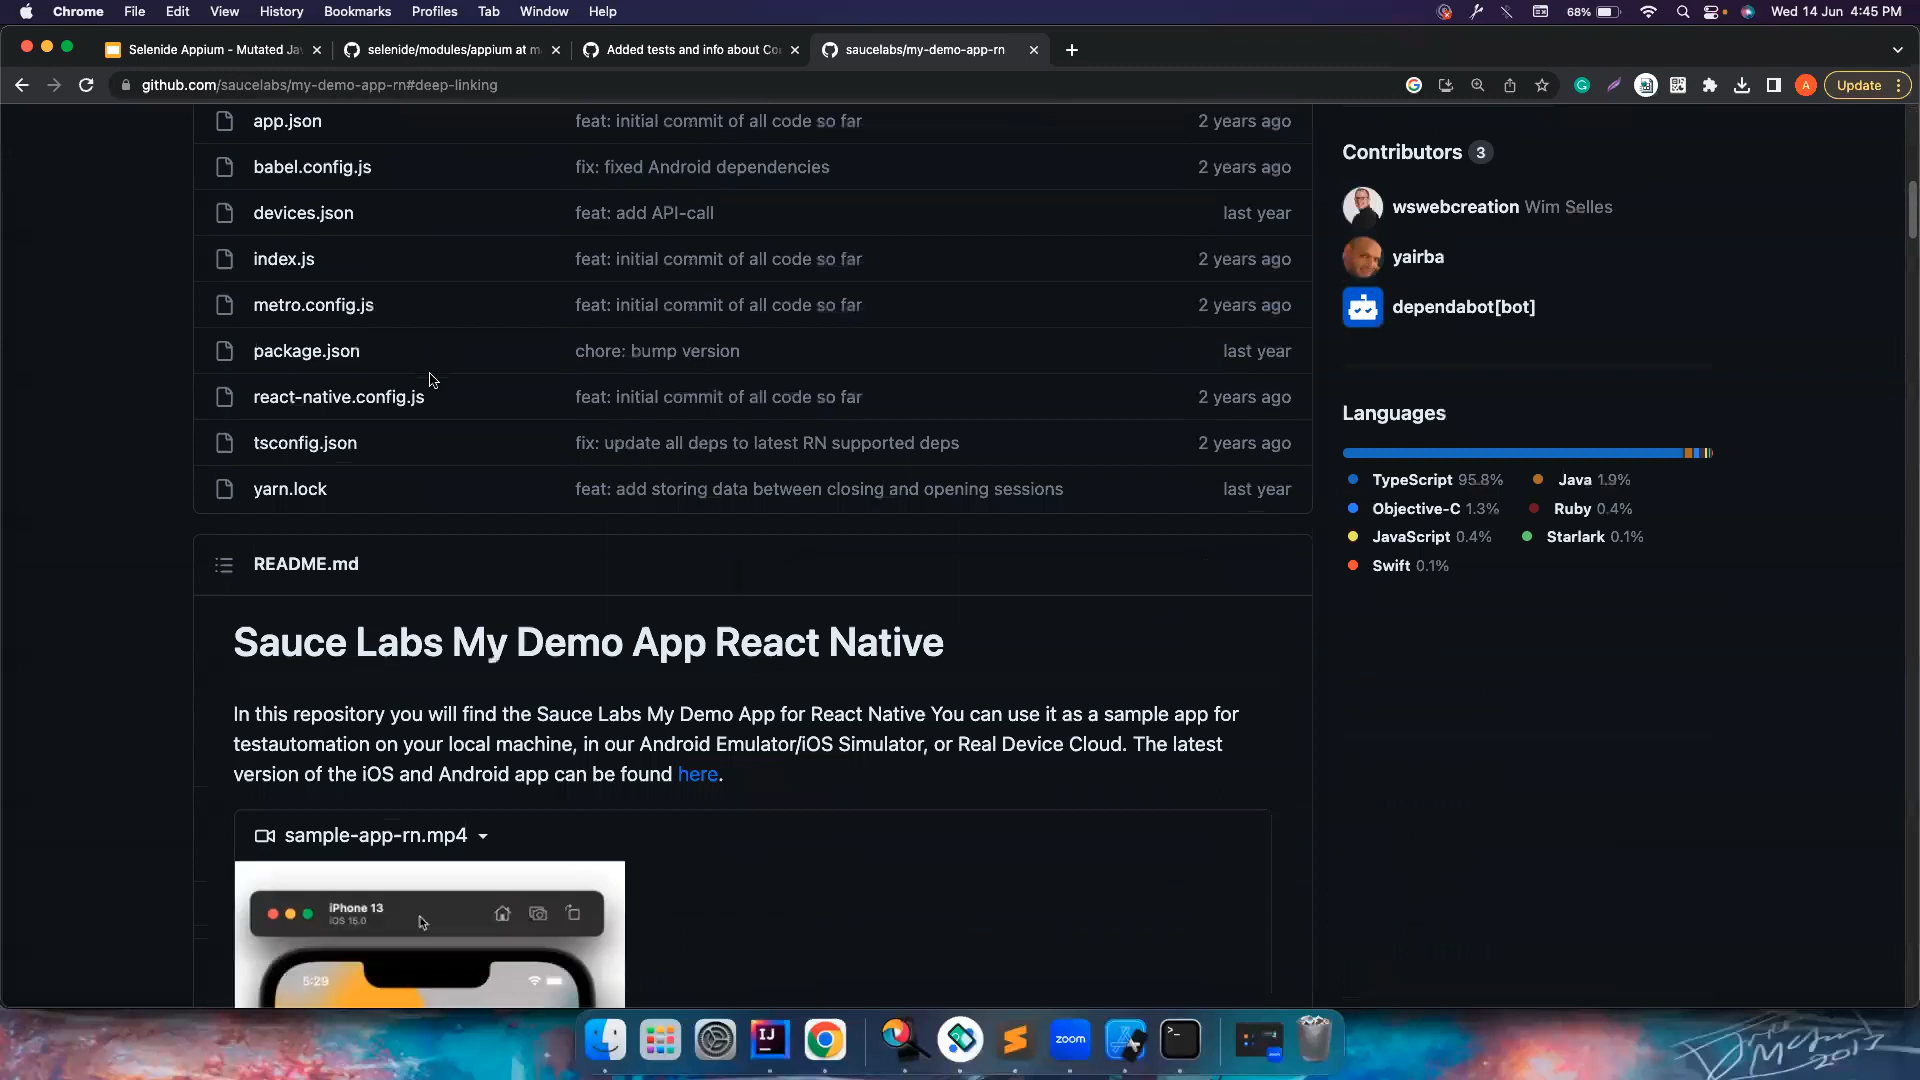 Chrome File Edit View History Bookmarks Profiles Tab Window Help 68% Wed 14 Jun 4:45 PM
Selenide Appium - Mutated Ja selenide/modules/appium at m Added tests and info about Co saucelabs/my-demo-app-rn
github.com/saucelabs/my-demo-app-rn#deep-linking A Update
app.json feat: initial commit of all code so far 2 years ago
babel.config.js fix: fixed Android dependencies 2 years ago
devices.json feat: add API-call last year
index.js feat: initial commit of all code so far 2 years ago
metro.config.js feat: initial commit of all code so far 2 years ago
package.json chore: bump version last year
react-native.config.js feat: initial commit of all code so far 2 years ago
tsconfig.json fix: update all deps to latest RN supported deps 2 years ago
yarn.lock feat: add storing data between closing and opening sessions last year
README.md
Sauce Labs My Demo App React Native
In this repository you will find the Sauce Labs My Demo App for React Native You can use it as a sample app for
testautomation on your local machine, in our Android Emulator/iOS Simulator, or Real Device Cloud. The latest
version of the iOS and Android app can be found here.
sample-app-rn.mp4
iPhone 13
iOS 15.0
5:29
Contributors 3
wswebcreation Wim Selles
yairba
dependabot[bot]
Languages
TypeScript 95.8% Java 1.9%
Objective-C 1.3% Ruby 0.4%
JavaScript 0.4% Starlark 0.1%
Swift 0.1%
IJ
zoom
2017